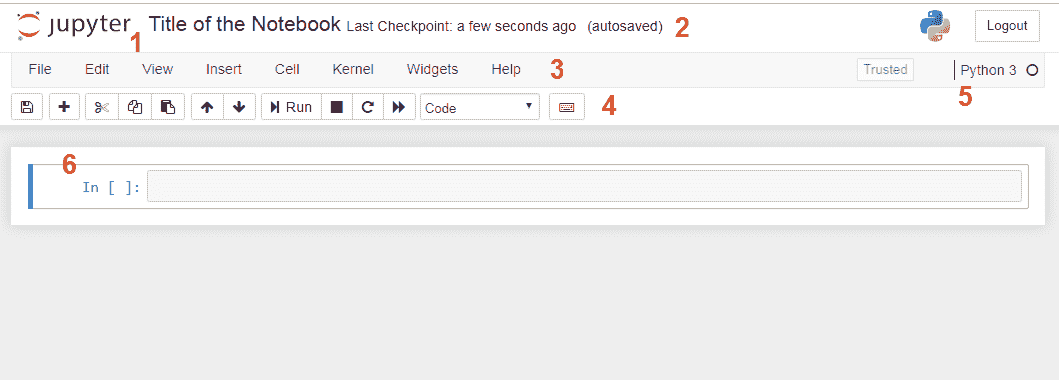 jupyter Title of the Notebook Last Checkpoint: a few seconds ago (autosaved) 2 Logout
1
File Edit View Insert Cell Kernel Widgets Help 3 Trusted Python 3
5
Run Code 4
6
In [ ]: